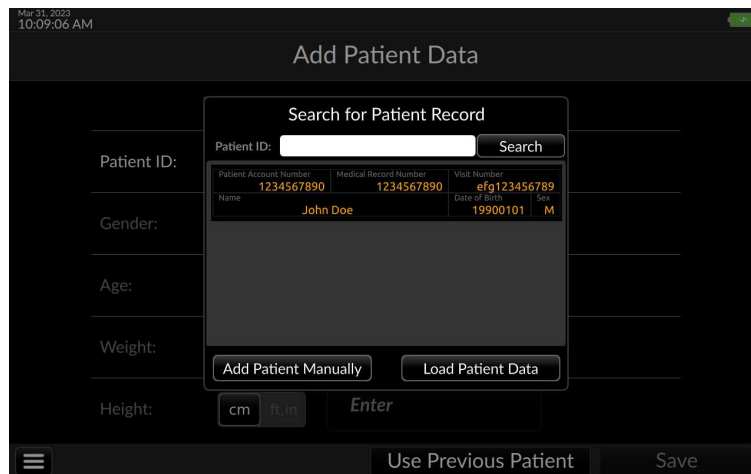 Mar 31, 2023
10:09:06 AM
Add Patient Data
Search for Patient Record
Patient ID: Search
Patient Account Number Medical Record Number Visit Number
1234567890 1234567890 efg123456789
Name Date of Birth Sex
John Doe 19900101 M
Add Patient Manually Load Patient Data
Patient ID:
Gender:
Age:
Weight:
Height: cm ft,in Enter
Use Previous Patient Save